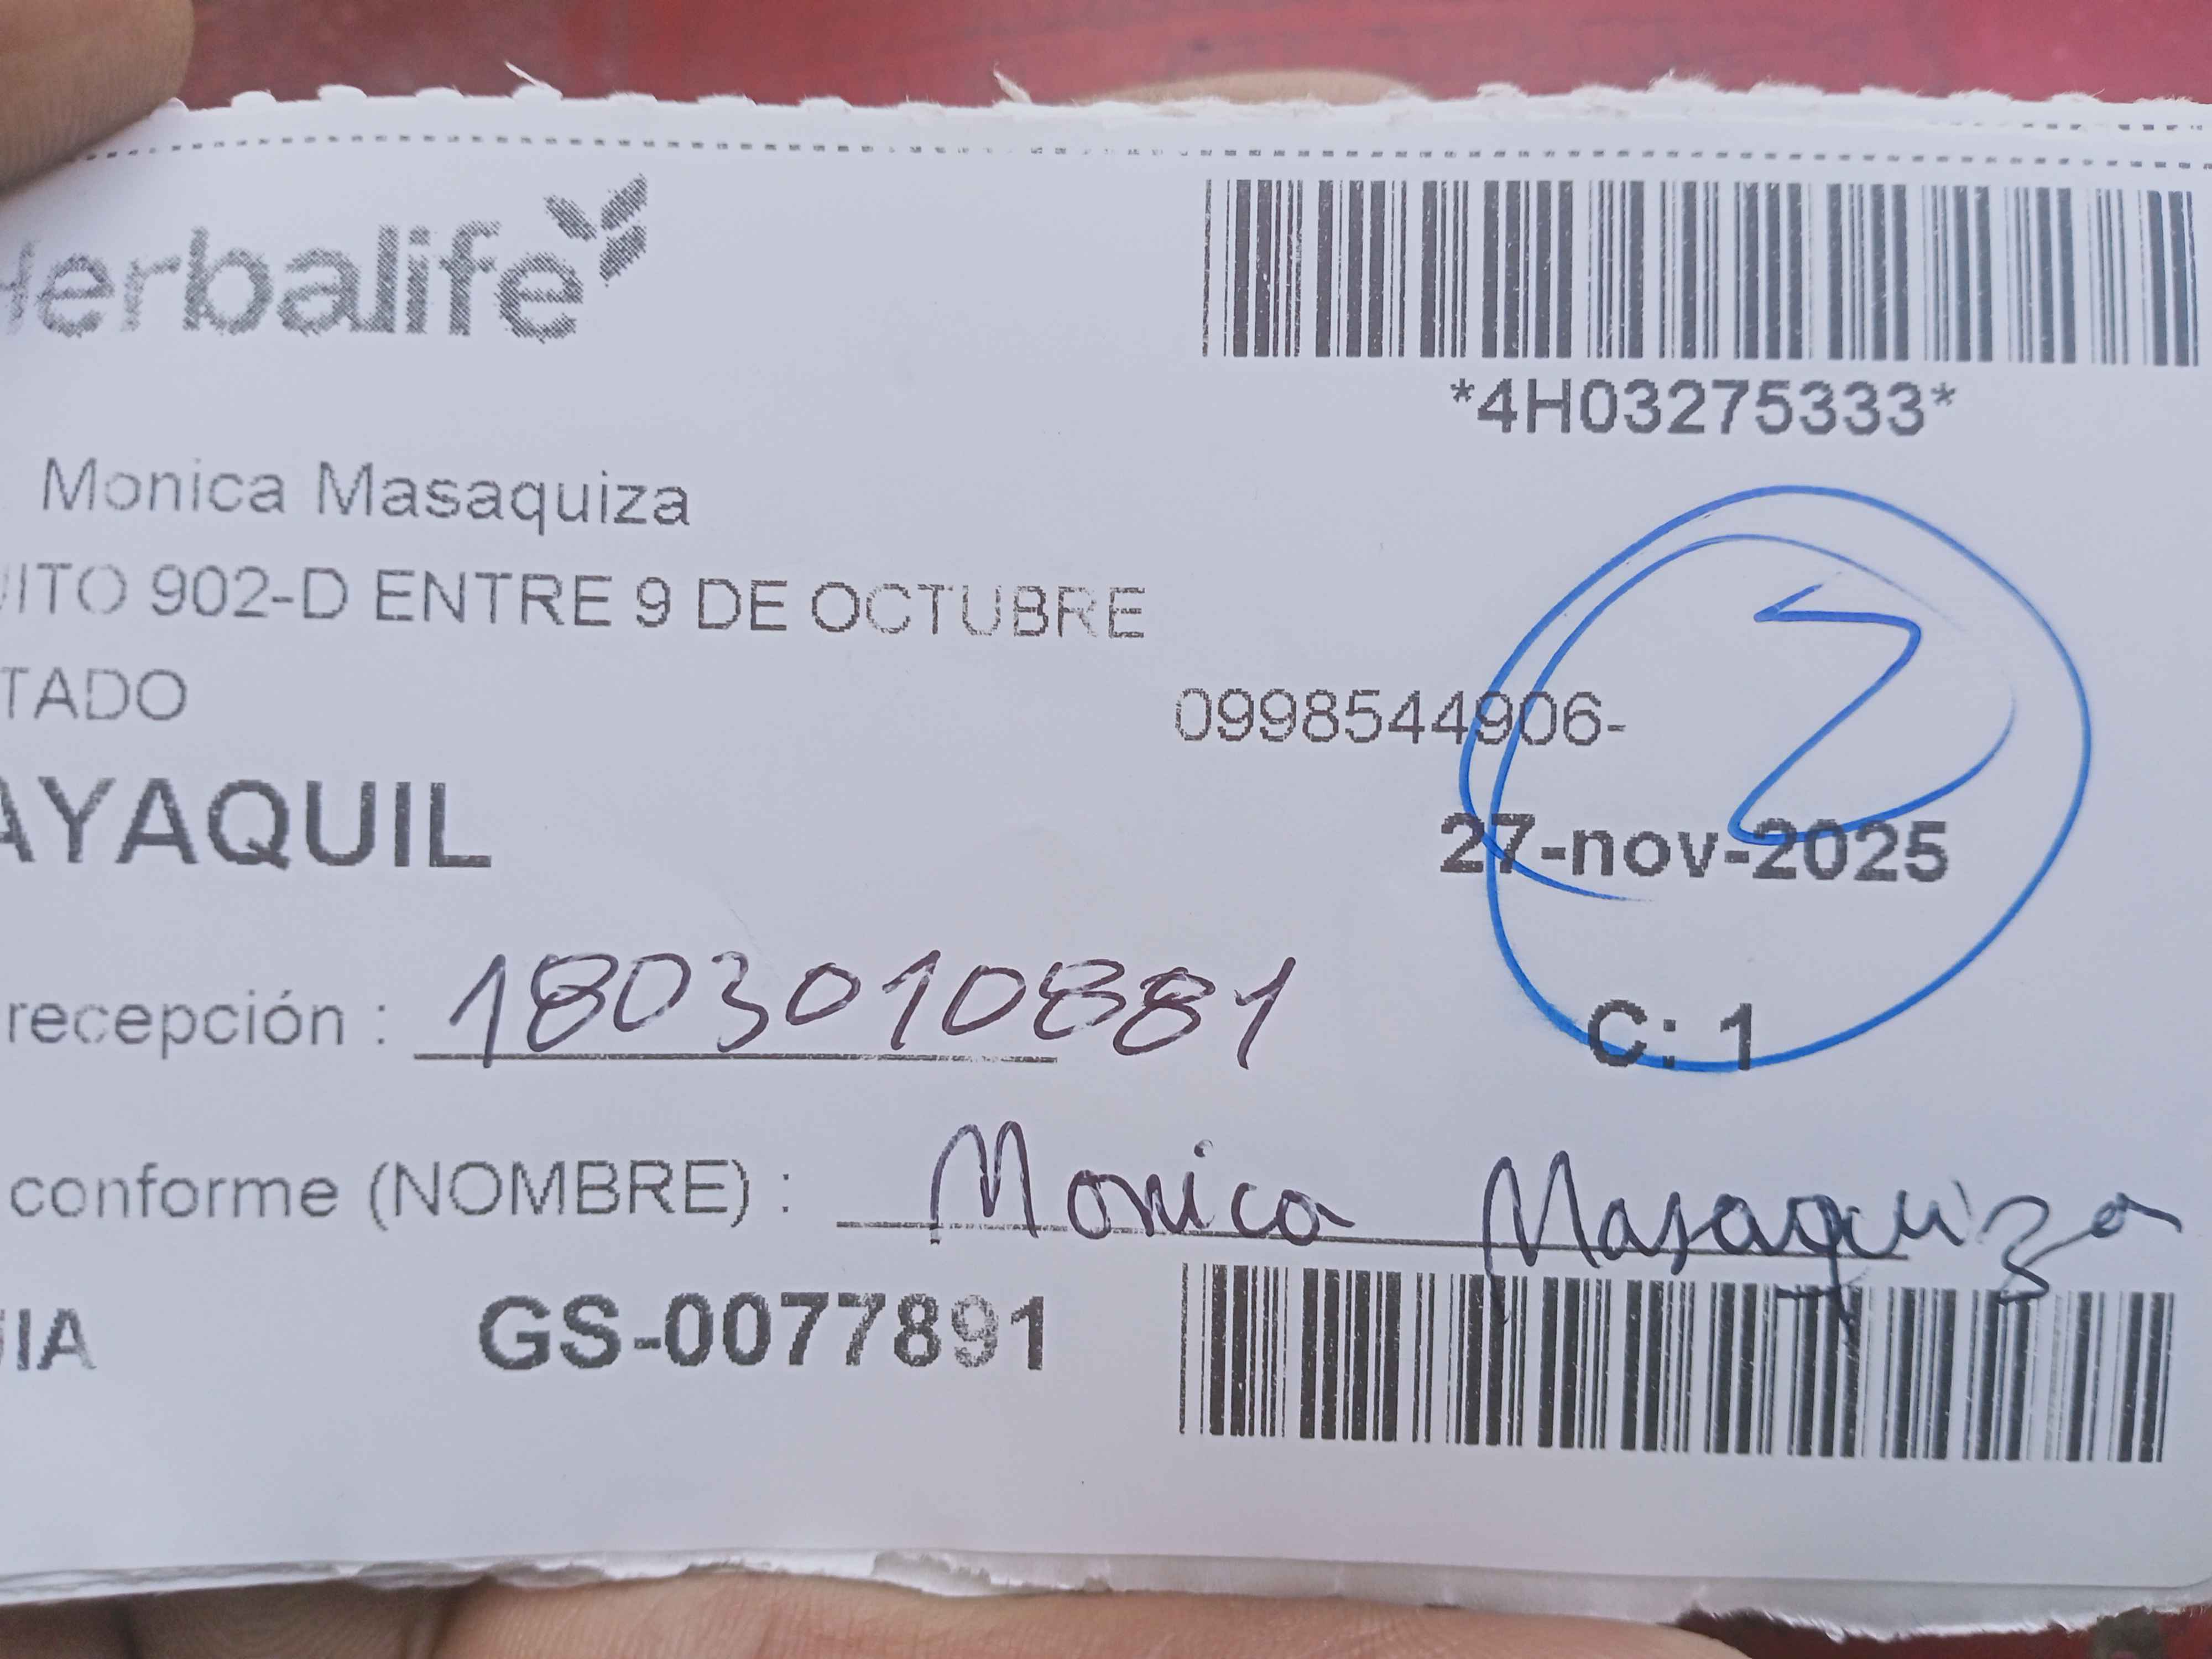 Herbalife
*4H03275333*
Monica Masaquiza
902-D ENTRE 9 DE OCTUBRE
TADO
0998544906-
2
AYAQUIL
27-nov-2025
recepción : 1803010881
C: 1
conforme (NOMBRE) : Monica Masaquiza
IA GS-0077891